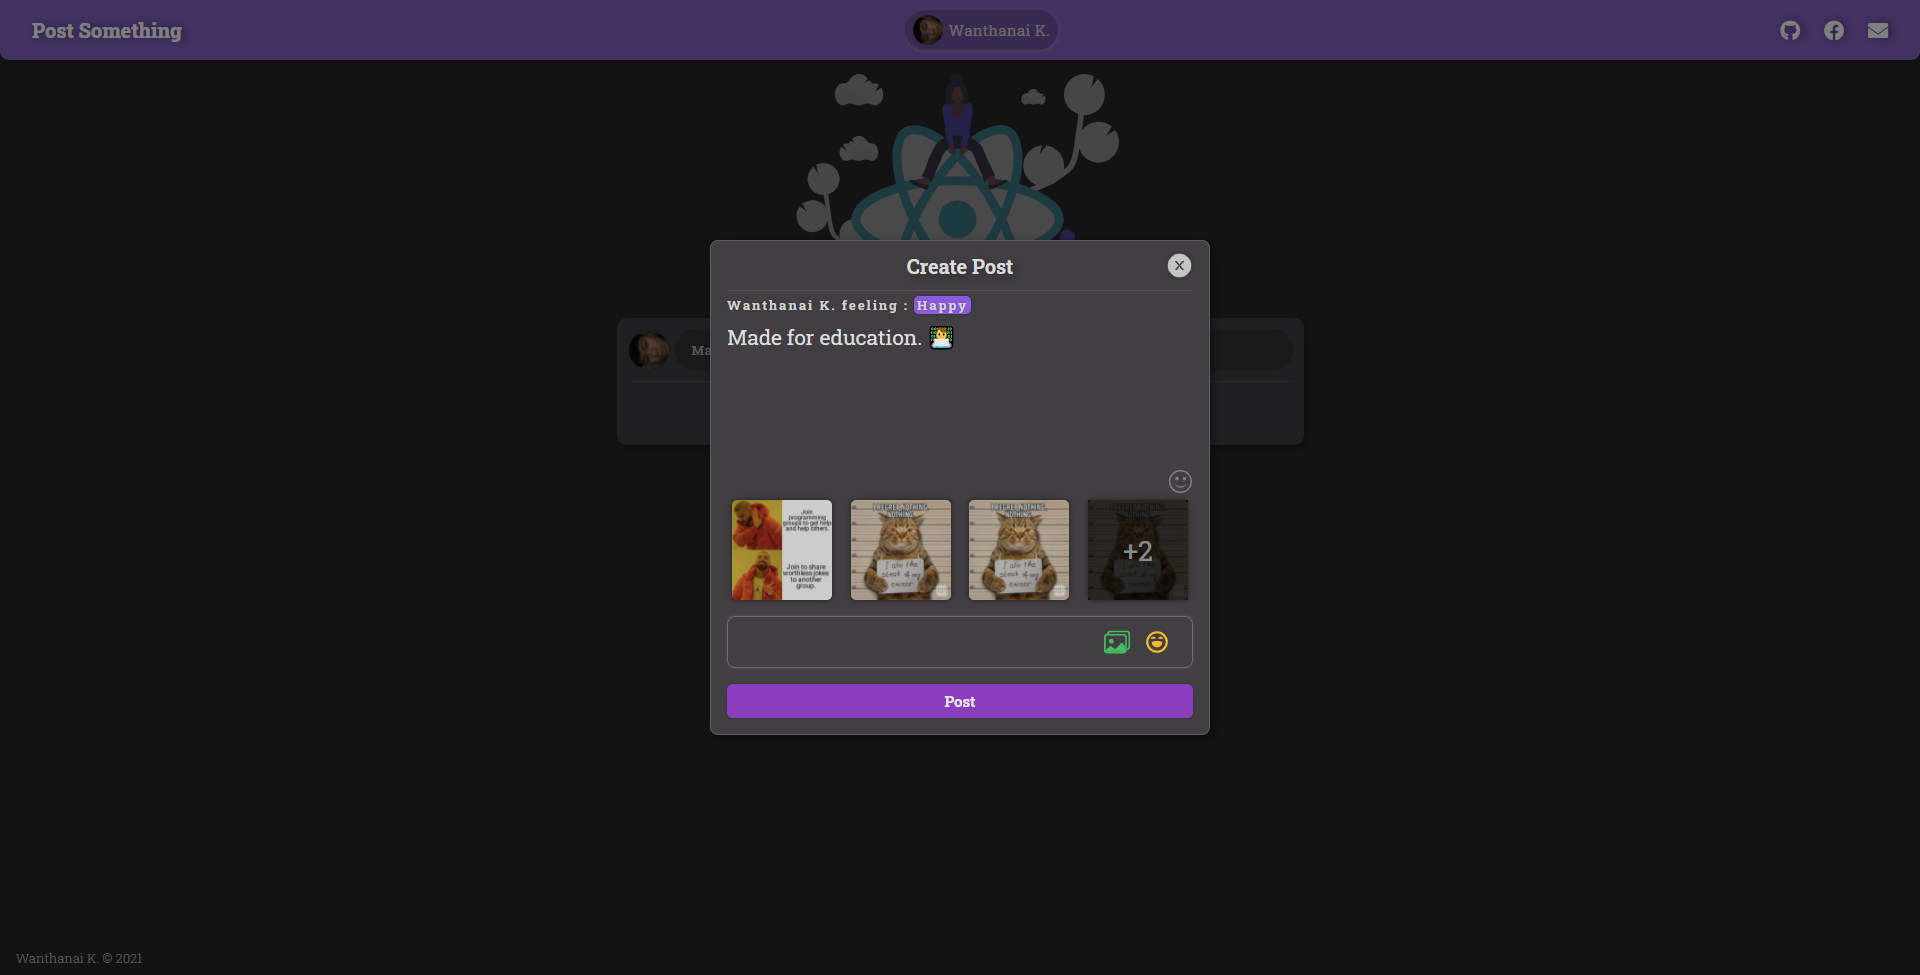 Post Something
Wanthanai K.
Create Post
X
Wanthanai K. feeling : Happy
Made for education. 👨‍💻
Ma
Join
programming
groups to get help
and help others.
Join to share
worthless jokes
to another
group.
I REGRET NOTHING.
NOTHING.
I ate the
steak of my
owner
I REGRET NOTHING.
NOTHING.
I ate the
steak of my
owner
+2
Post
Wanthanai K. © 2021